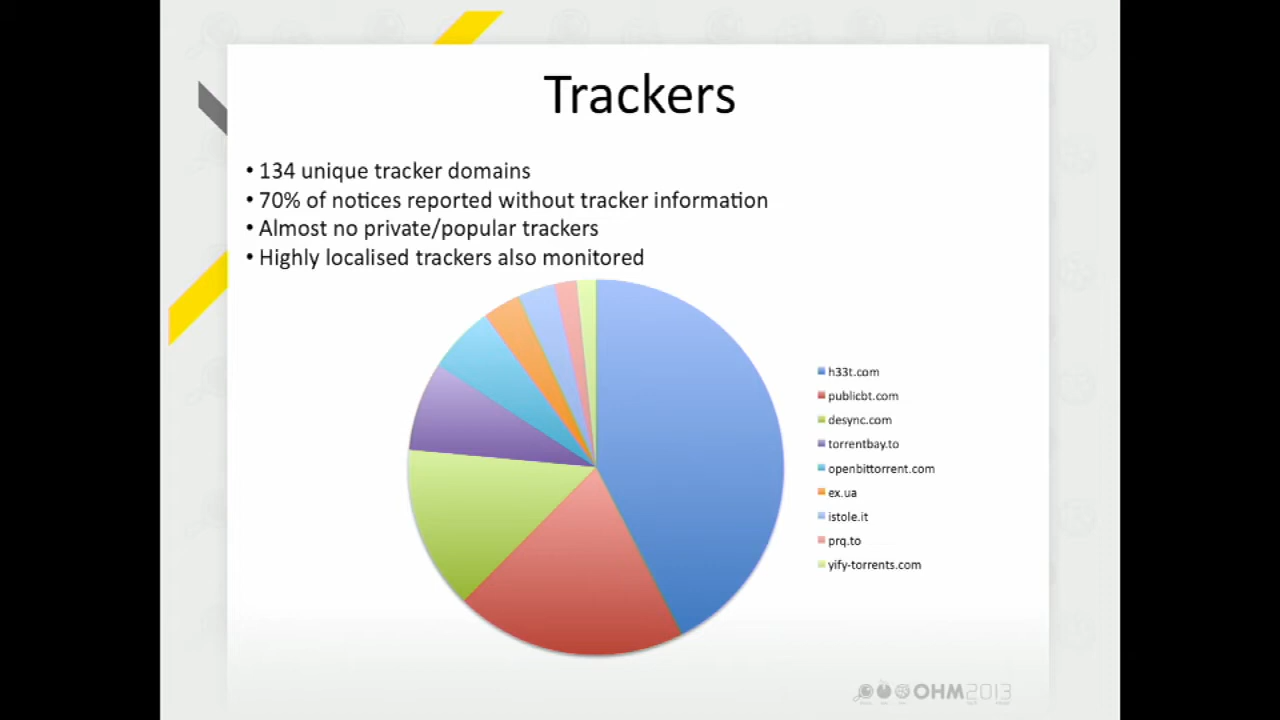 Trackers
• 134 unique tracker domains
• 70% of notices reported without tracker information
• Almost no private/popular trackers
• Highly localised trackers also monitored
h33t.com
publicbt.com
desync.com
torrentbay.to
openbittorrent.com
ex.ua
istole.it
prq.to
yify-torrents.com
OHM2013